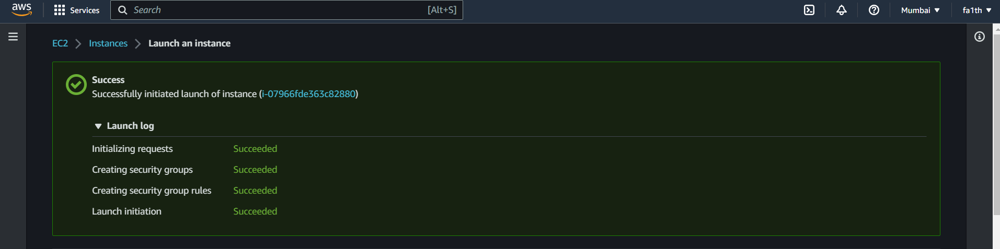 aws Services Search [Alt+S] Mumbai fa1th
EC2 Instances Launch an instance
Success
Successfully initiated launch of instance (i-07966fde363c82880)
Launch log
Initializing requests Succeeded
Creating security groups Succeeded
Creating security group rules Succeeded
Launch initiation Succeeded